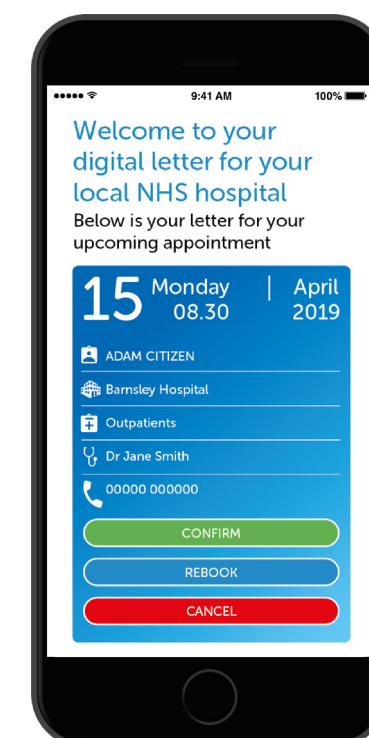 9:41 AM 100%
Welcome to your
digital letter for your
local NHS hospital
Below is your letter for your
upcoming appointment
15 Monday | April
08.30 2019
ADAM CITIZEN
Barnsley Hospital
Outpatients
Dr Jane Smith
00000 000000
CONFIRM
REBOOK
CANCEL